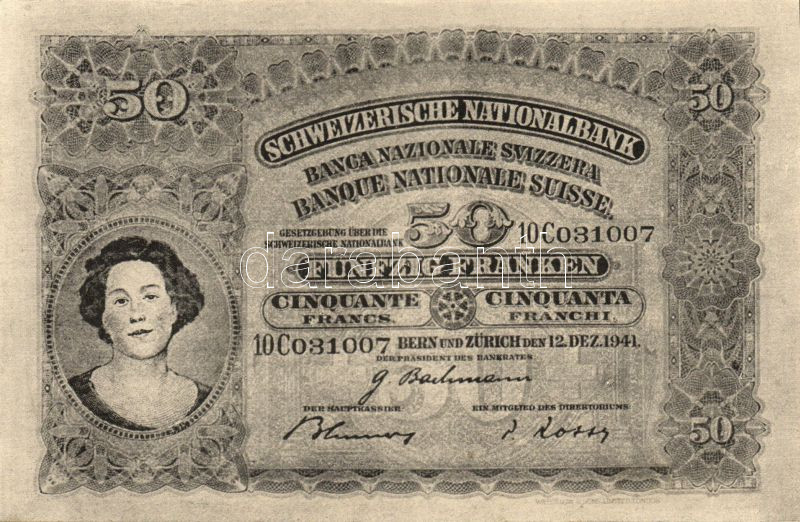 50
50
SCHWEIZERISCHE NATIONALBANK
BANCA NAZIONALE SVIZZERA
BANQUE NATIONALE SUISSE.
GESETZGEBUNG ÜBER DIE
SCHWEIZERISCHE NATIONALBANK
50 10C031007
darabanth
FÜNFZIG FRANKEN
CINQUANTE FRANCS.
CINQUANTA FRANCHI.
10C031007 BERN UND ZÜRICH DEN 12. DEZ. 1941.
DER PRÄSIDENT DES BANKRATES
G. Bachmann
DER HAUPTKASSIER:
EIN MITGLIED DES DIREKTORIUMS:
50